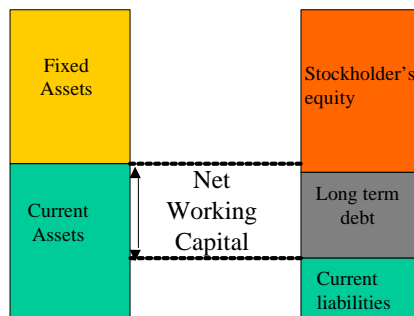 Fixed
Assets
Stockholder's
equity
Net
Working
Capital
Current
Assets
Long term
debt
Current
liabilities